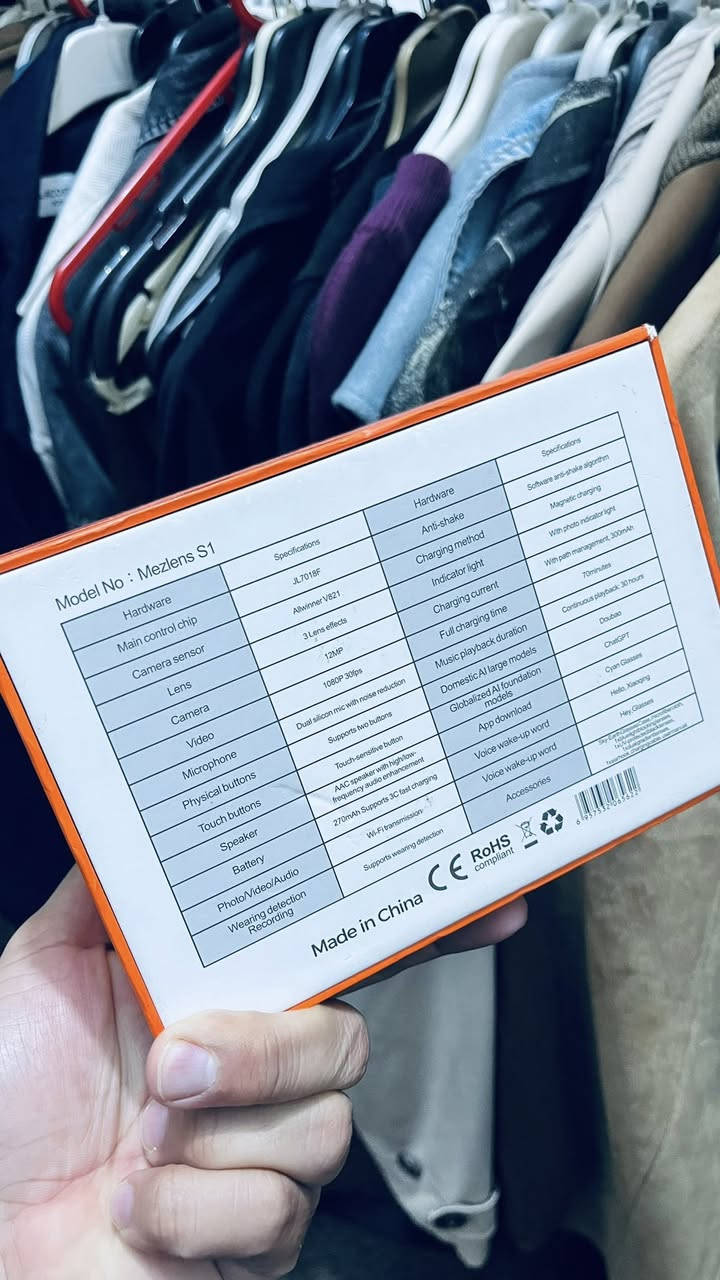 Model No : Mezlens S1
Hardware
Specifications
Main control chip
JL7018F
Camera sensor
Allwinner V821
Lens
3 Lens effects
Camera
12MP
Video
1080P 30fps
Microphone
Dual silicon mic with noise reduction
Physical buttons
Supports two buttons
Touch buttons
Touch-sensitive button
Speaker
AAC speaker with high/low-
frequency audio enhancement
Battery
270mAh Supports 3C fast charging
Photo/Video/Audio
Wi-Fi transmission
Wearing detection
Recording
Supports wearing detection
Hardware
Specifications
Anti-shake
Software anti-shake algorithm
Charging method
Magnetic charging
Indicator light
With photo indicator light
Charging current
With path management, 300mAh
Full charging time
70minutes
Music playback duration
Continuous playback: 30 hours
Domestic AI large models
Doubao
Globalized AI foundation
models
ChatGPT
App download
Cyan Glasses
Voice wake-up word
Hello, Xiaoqing
Voice wake-up word
Hey, Glasses
Accessories
Made in China
CE
RoHS
compliant